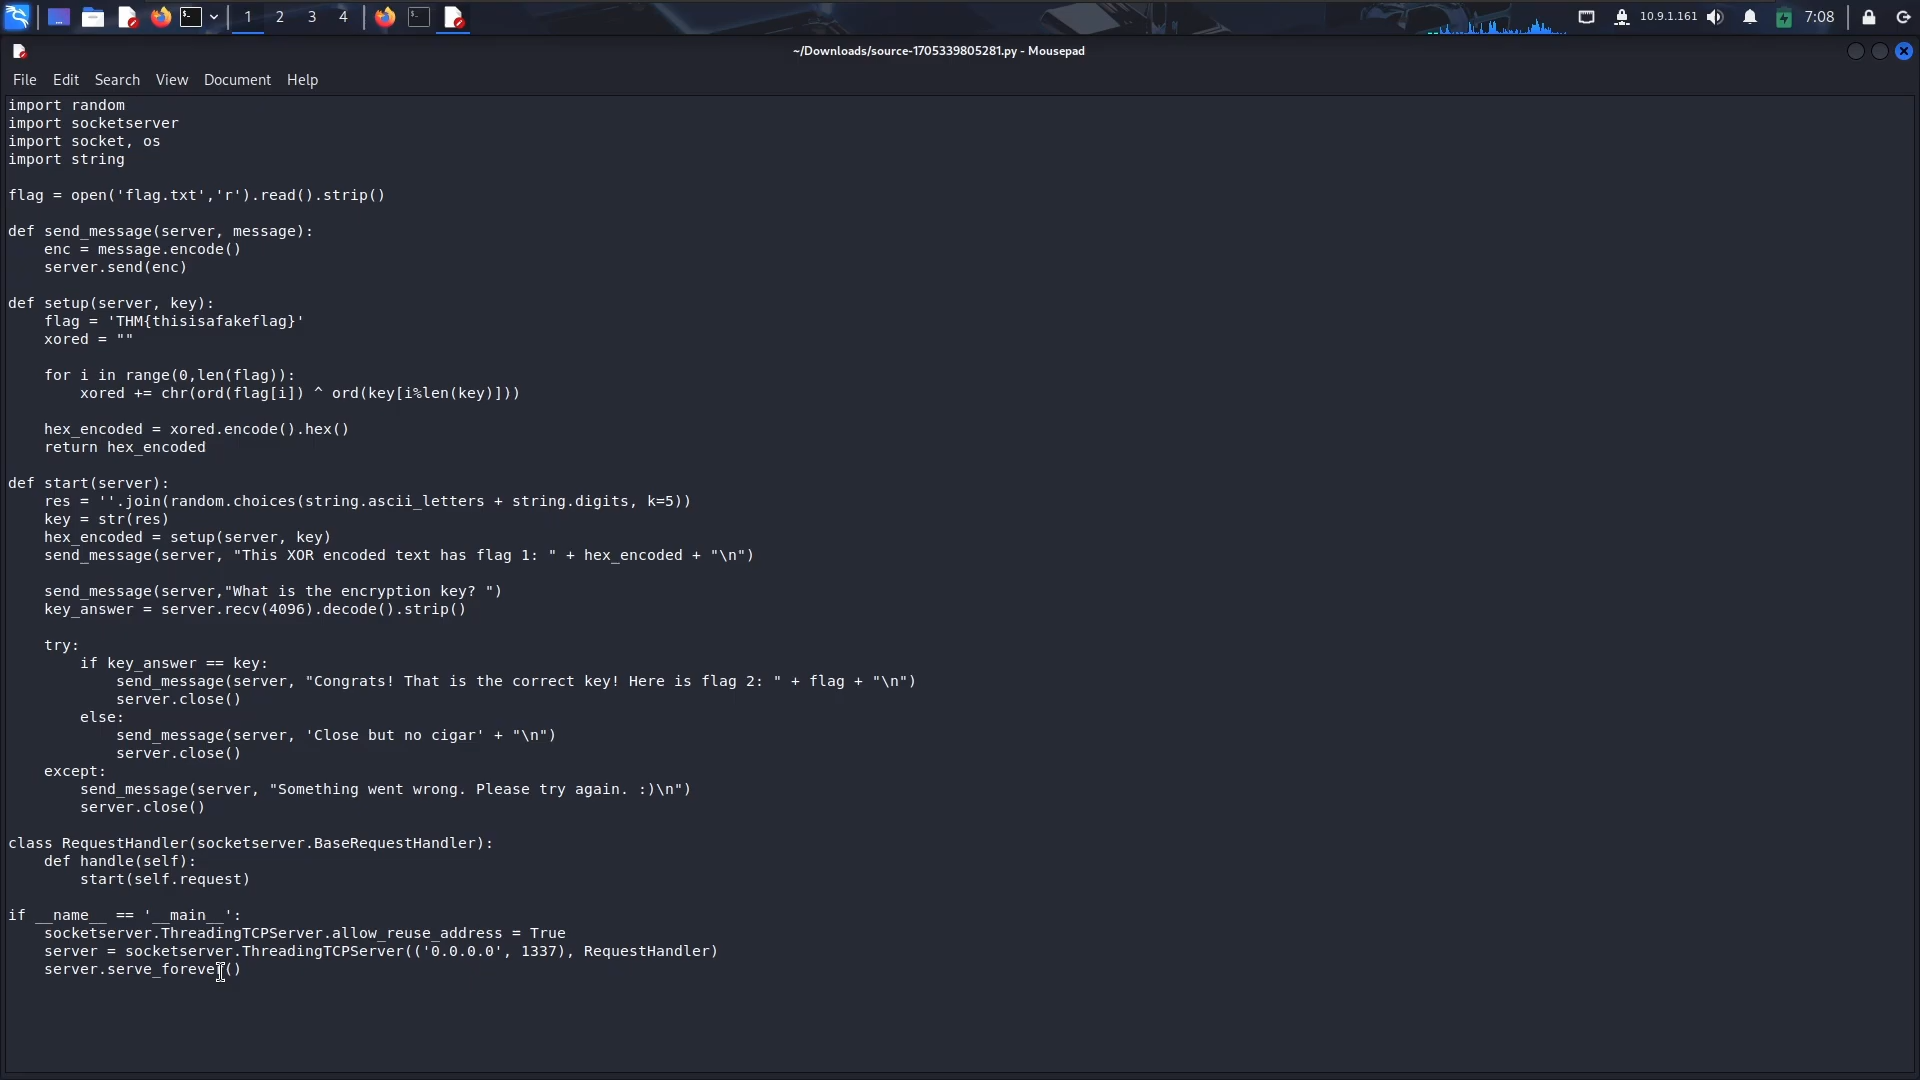 1 2 3 4 10.9.1.161 7:08
~/Downloads/source-1705339805281.py - Mousepad
File Edit Search View Document Help
import random
import socketserver
import socket, os
import string

flag = open('flag.txt','r').read().strip()

def send_message(server, message):
    enc = message.encode()
    server.send(enc)

def setup(server, key):
    flag = 'THM{thisisafakeflag}'
    xored = ""

    for i in range(0,len(flag)):
        xored += chr(ord(flag[i]) ^ ord(key[i%len(key)]))

    hex_encoded = xored.encode().hex()
    return hex_encoded

def start(server):
    res = ''.join(random.choices(string.ascii_letters + string.digits, k=5))
    key = str(res)
    hex_encoded = setup(server, key)
    send_message(server, "This XOR encoded text has flag 1: " + hex_encoded + "\n")

    send_message(server,"What is the encryption key? ")
    key_answer = server.recv(4096).decode().strip()

    try:
        if key_answer == key:
            send_message(server, "Congrats! That is the correct key! Here is flag 2: " + flag + "\n")
            server.close()
        else:
            send_message(server, 'Close but no cigar' + "\n")
            server.close()
    except:
        send_message(server, "Something went wrong. Please try again. :)\n")
        server.close()

class RequestHandler(socketserver.BaseRequestHandler):
    def handle(self):
        start(self.request)

if __name__ == '__main__':
    socketserver.ThreadingTCPServer.allow_reuse_address = True
    server = socketserver.ThreadingTCPServer(('0.0.0.0', 1337), RequestHandler)
    server.serve_forever()